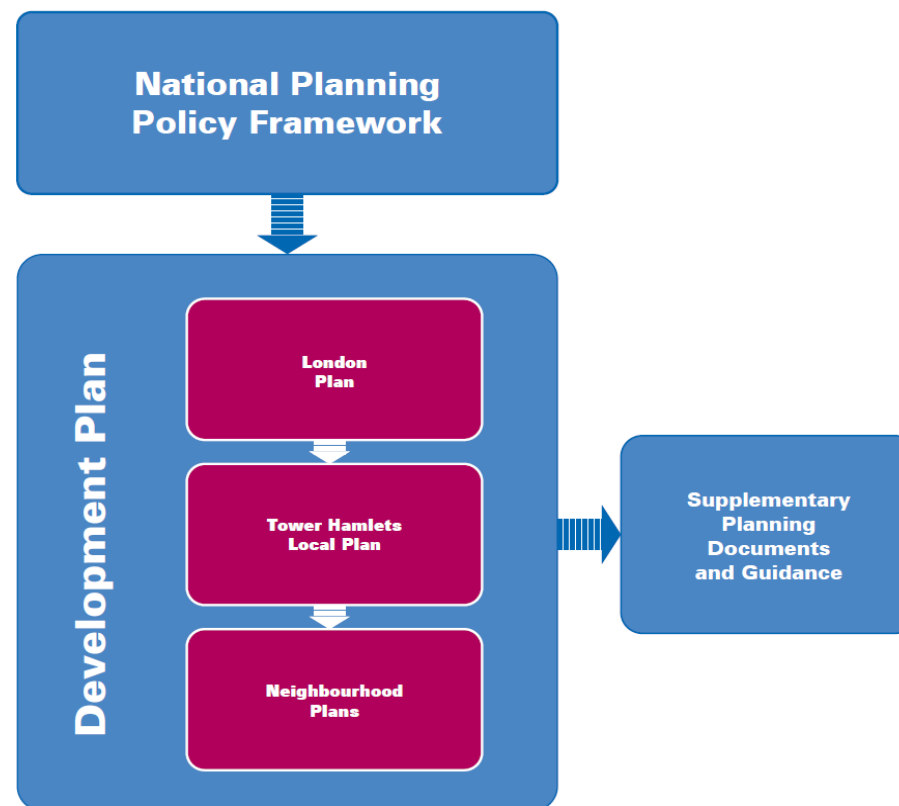 National Planning
Policy Framework
Development Plan
London
Plan
Tower Hamlets
Local Plan
Neighbourhood
Plans
Supplementary
Planning
Documents
and Guidance